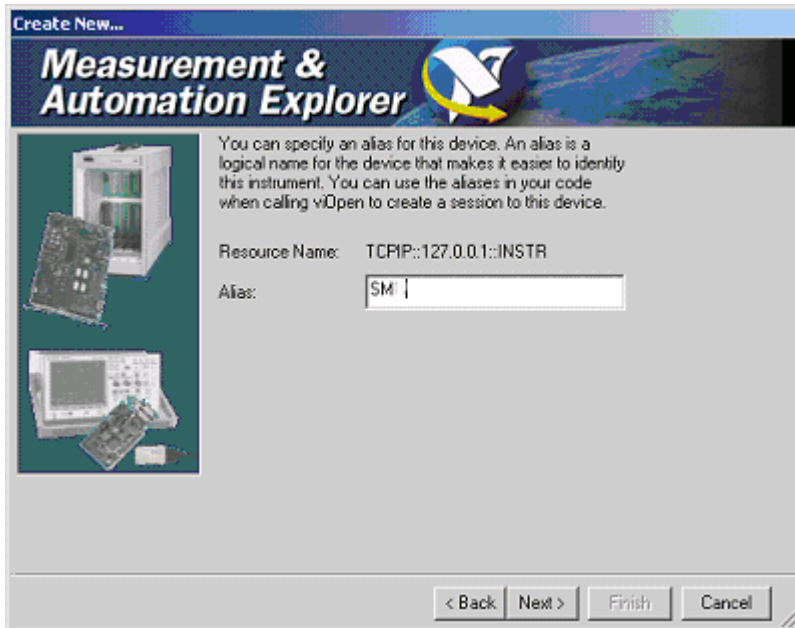 Create New...
Measurement &
Automation Explorer
You can specify an alias for this device. An alias is a
logical name for the device that makes it easier to identify
this instrument. You can use the aliases in your code
when calling viOpen to create a session to this device.
Resource Name: TCPIP::127.0.0.1::INSTR
Alias:
< Back Next > Finish Cancel